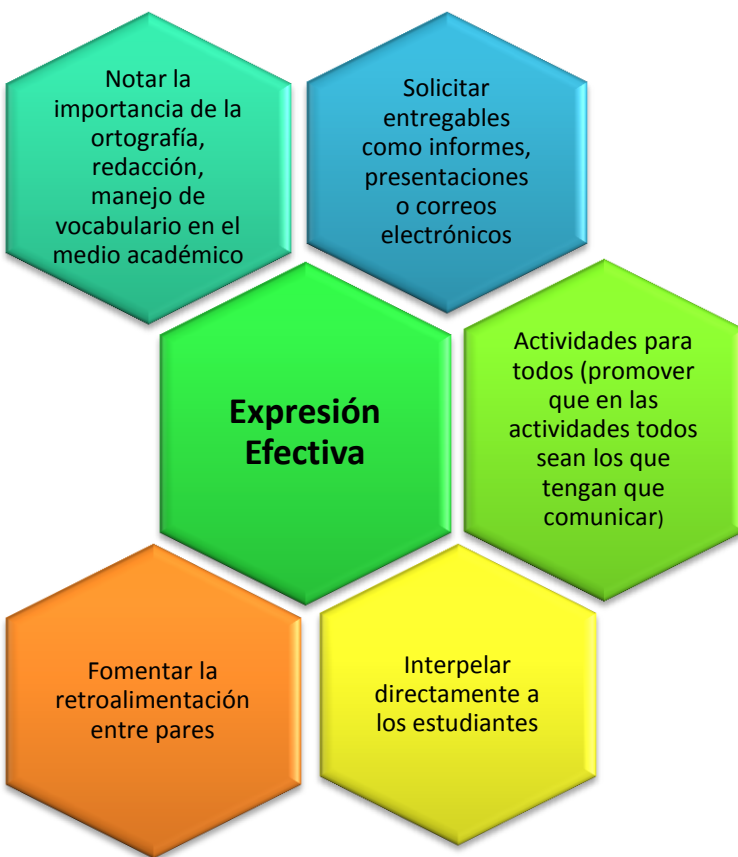 Notar la
importancia de la
ortografía,
redacción,
manejo de
vocabulario en el
medio académico
Solicitar
entregables
como informes,
presentaciones
o correos
electrónicos
Expresión
Efectiva
Actividades para
todos (promover
que en las
actividades todos
sean los que
tengan que
comunicar)
Fomentar la
retroalimentación
entre pares
Interpelar
directamente a
los estudiantes